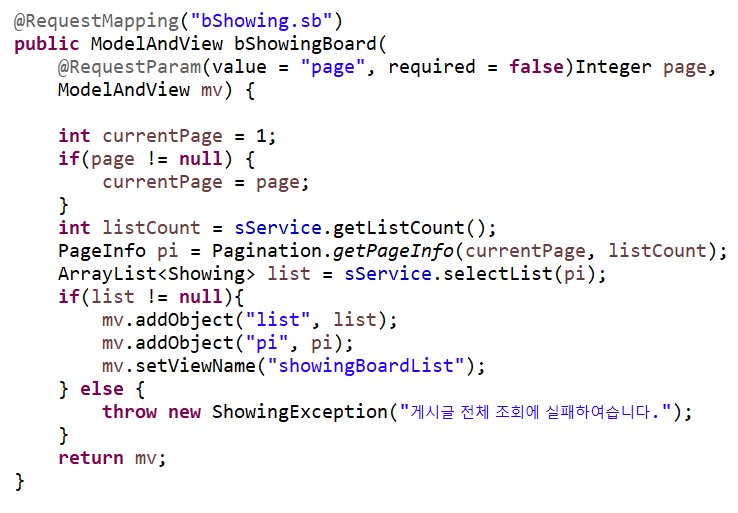 @RequestMapping("bShowing.sb")
public ModelAndView bShowingBoard(
@RequestParam(value = "page", required = false)Integer page,
ModelAndView mv) {
int currentPage = 1;
if(page != null) {
currentPage = page;
}
int listCount = sService.getListCount();
PageInfo pi = Pagination.getPageInfo(currentPage, listCount);
ArrayList<Showing> list = sService.selectList(pi);
if(list != null){
mv.addObject("list", list);
mv.addObject("pi", pi);
mv.setViewName("showingBoardList");
} else {
throw new ShowingException("게시글 전체 조회에 실패하여습니다.");
}
return mv;
}